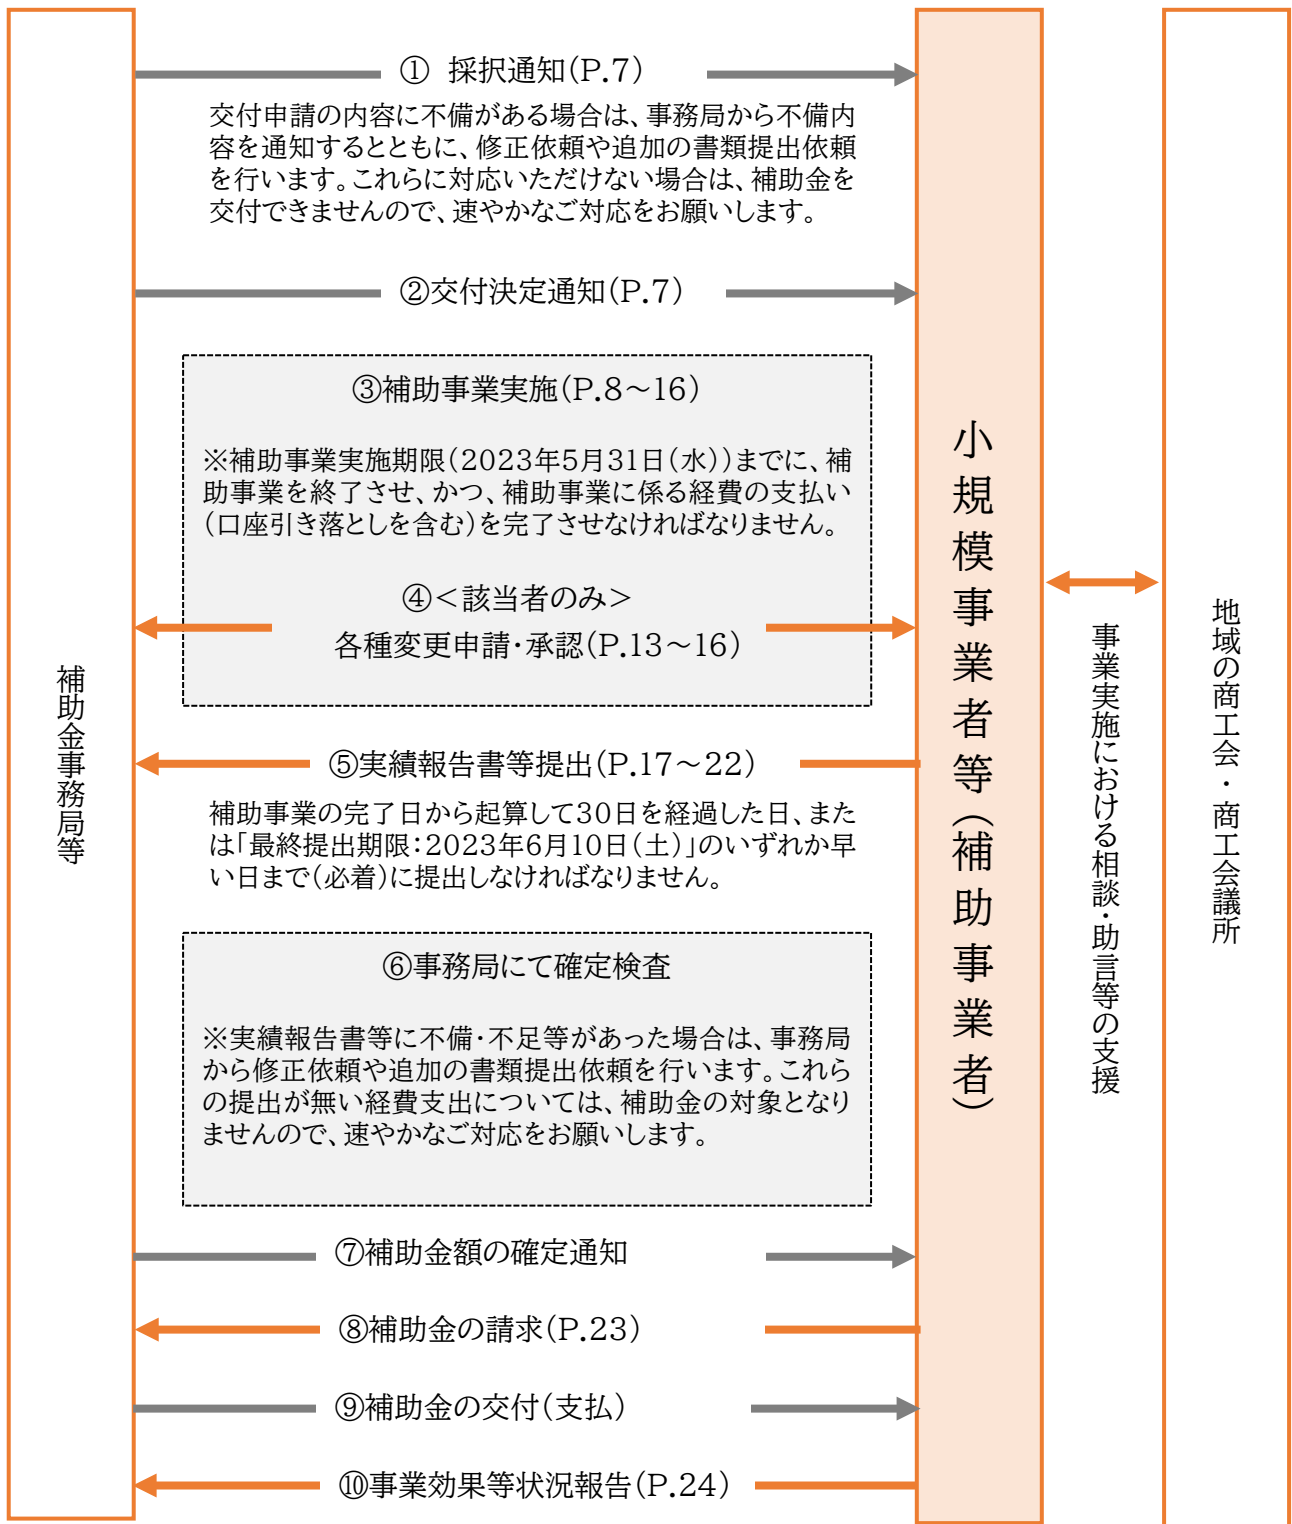 ① 採択通知(P.7)
交付申請の内容に不備がある場合は、事務局から不備内
容を通知するとともに、修正依頼や追加の書類提出依頼
を行います。これらに対応いただけない場合は、補助金を
交付できませんので、速やかなご対応をお願いします。
②交付決定通知(P.7)
③補助事業実施(P.8～16)
※補助事業実施期限(2023年5月31日(水))までに、補
助事業を終了させ、かつ、補助事業に係る経費の支払い
(口座引き落としを含む)を完了させなければなりません。
④＜該当者のみ＞
各種変更申請・承認(P.13～16)
⑤実績報告書等提出(P.17～22)
補助事業の完了日から起算して30日を経過した日、また
は「最終提出期限:2023年6月10日(土)」のいずれか早
い日まで(必着)に提出しなければなりません。
⑥事務局にて確定検査
※実績報告書等に不備・不足等があった場合は、事務局
から修正依頼や追加の書類提出依頼を行います。これら
の提出が無い経費支出については、補助金の対象となり
ませんので、速やかなご対応をお願いします。
⑦補助金額の確定通知
⑧補助金の請求(P.23)
⑨補助金の交付(支払)
⑩事業効果等状況報告(P.24)
補助金事務局等
小規模事業者等(補助事業者)
事業実施における相談・助言等の支援
地域の商工会・商工会議所